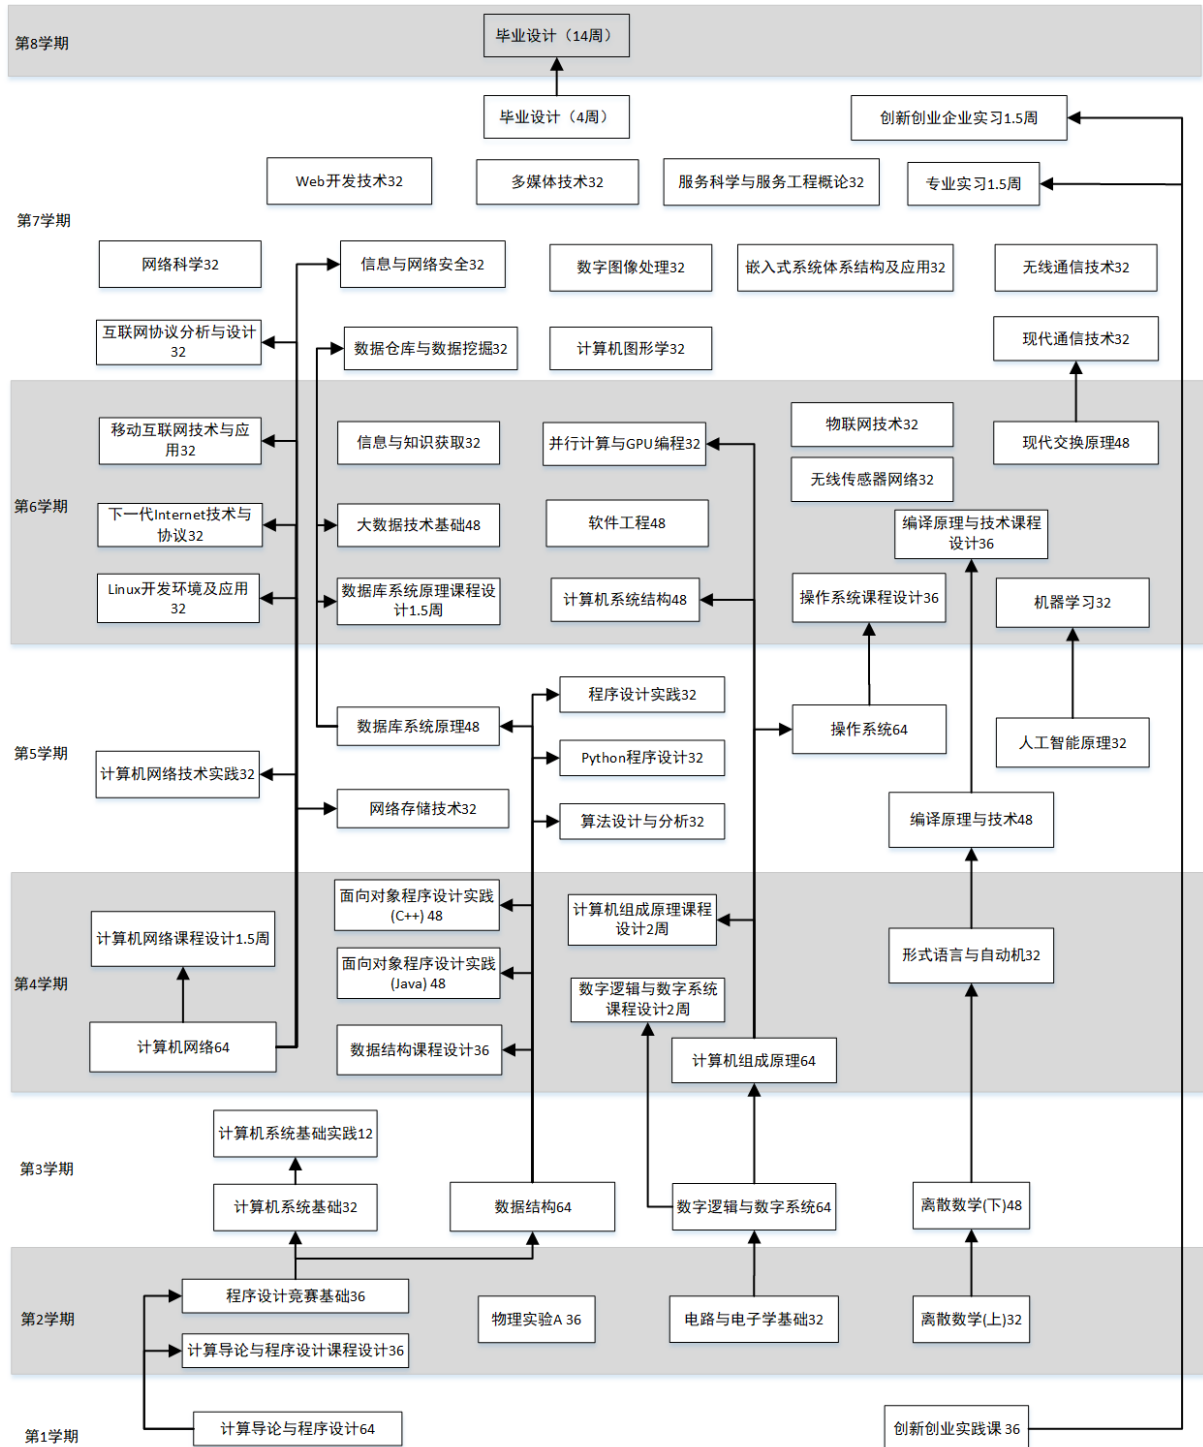 第8学期
毕业设计（14周）
毕业设计（4周）
创新创业企业实习1.5周
Web开发技术32
多媒体技术32
服务科学与服务工程概论32
专业实习1.5周
第7学期
网络科学32
信息与网络安全32
数字图像处理32
嵌入式系统体系结构及应用32
无线通信技术32
互联网协议分析与设计
32
数据仓库与数据挖掘32
计算机图形学32
现代通信技术32
移动互联网技术与应
用32
信息与知识获取32
并行计算与GPU编程32
物联网技术32
现代交换原理48
无线传感器网络32
第6学期
下一代Internet技术与
协议32
大数据技术基础48
软件工程48
编译原理与技术课程
设计36
Linux开发环境及应用
32
数据库系统原理课程设
计1.5周
计算机系统结构48
操作系统课程设计36
机器学习32
程序设计实践32
数据库系统原理48
操作系统64
人工智能原理32
第5学期
计算机网络技术实践32
Python程序设计32
网络存储技术32
算法设计与分析32
编译原理与技术48
面向对象程序设计实践
(C++) 48
计算机组成原理课程
设计2周
计算机网络课程设计1.5周
形式语言与自动机32
第4学期
面向对象程序设计实践
(Java) 48
数字逻辑与数字系统
课程设计2周
计算机网络64
数据结构课程设计36
计算机组成原理64
计算机系统基础实践12
第3学期
计算机系统基础32
数据结构64
数字逻辑与数字系统64
离散数学(下)48
程序设计竞赛基础36
第2学期
物理实验A 36
电路与电子学基础32
离散数学(上)32
计算导论与程序设计课程设计36
计算导论与程序设计64
创新创业实践课 36
第1学期